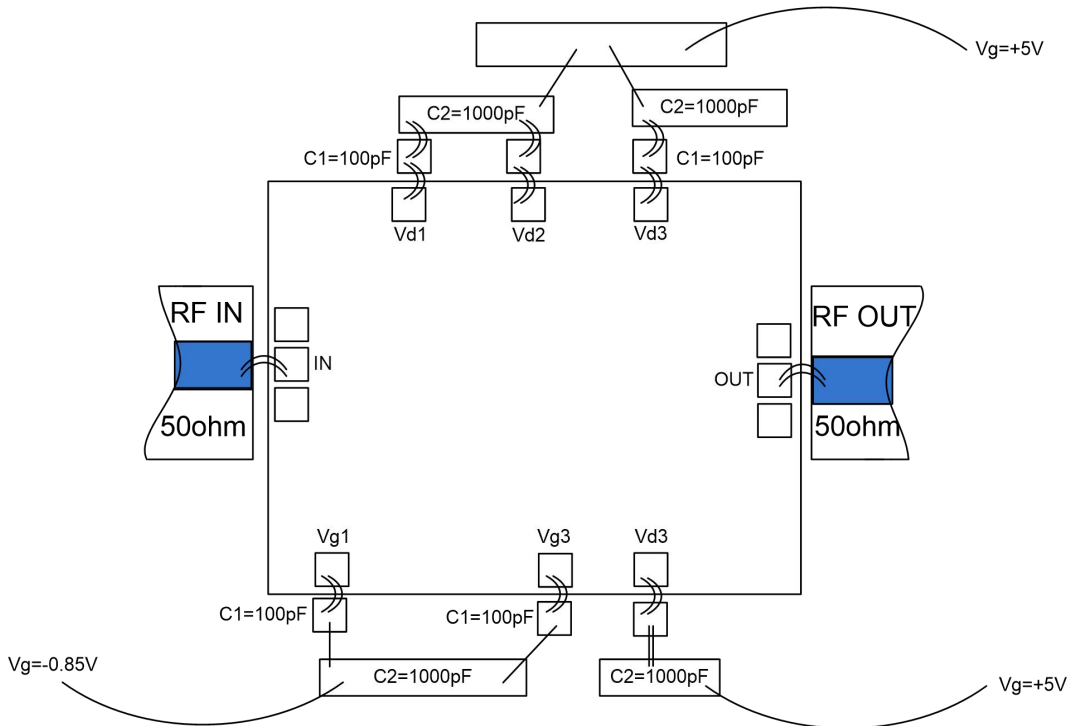 Vg=+5V
C2=1000pF
C2=1000pF
C1=100pF
C1=100pF
Vd1
Vd2
Vd3
RF IN
RF OUT
IN
OUT
50ohm
50ohm
Vg1
Vg3
Vd3
C1=100pF
C1=100pF
Vg=-0.85V
C2=1000pF
C2=1000pF
Vg=+5V